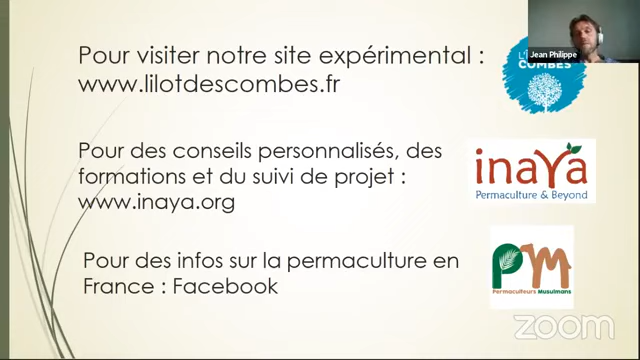 Pour visiter notre site expérimental :
www.lilotdescombes.fr
Jean Philippe
COMBES
Pour des conseils personnalisés, des
formations et du suivi de projet :
www.inaya.org
inaya
Permaculture & Beyond
Pour des infos sur la permaculture en
France : Facebook
PM
Permaculteurs Musulmans
zoom